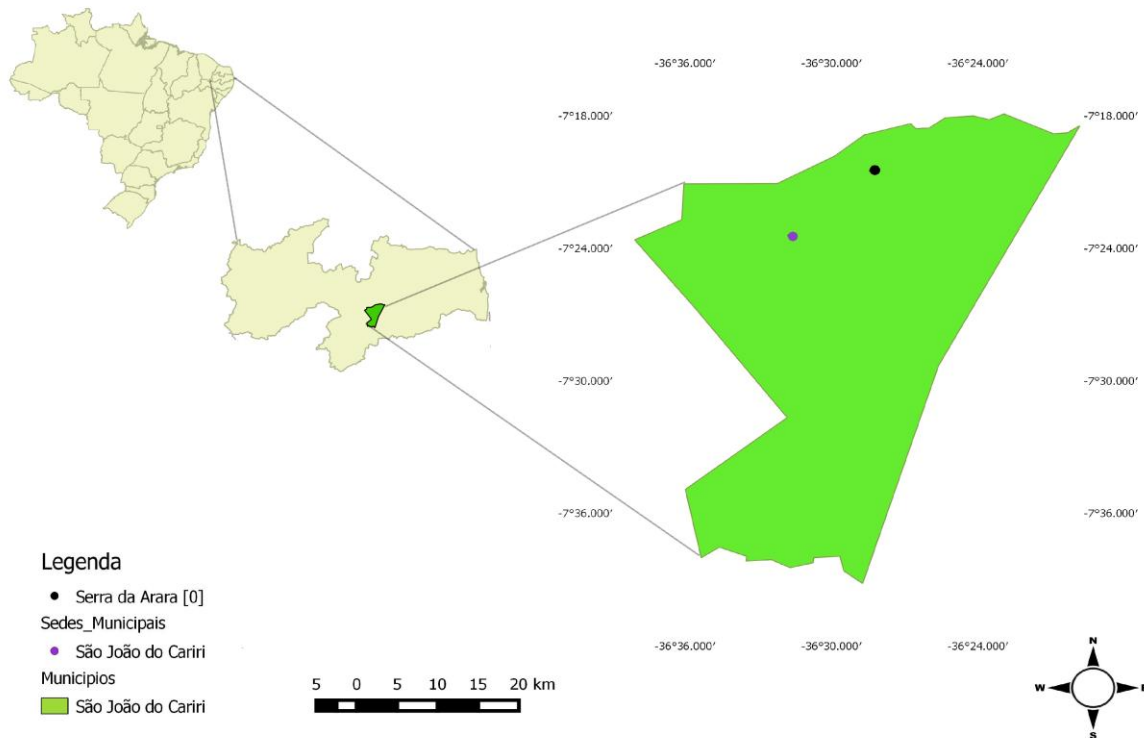 -36°36.000′ -36°30.000′ -36°24.000′
-7°18.000′ -7°18.000′
-7°24.000′ -7°24.000′
-7°30.000′ -7°30.000′
-7°36.000′ -7°36.000′
-36°36.000′ -36°30.000′ -36°24.000′
Legenda
Serra da Arara [0]
Sedes_Municipais
São João do Cariri
Municipios
São João do Cariri
5 0 5 10 15 20 km
N
W
S